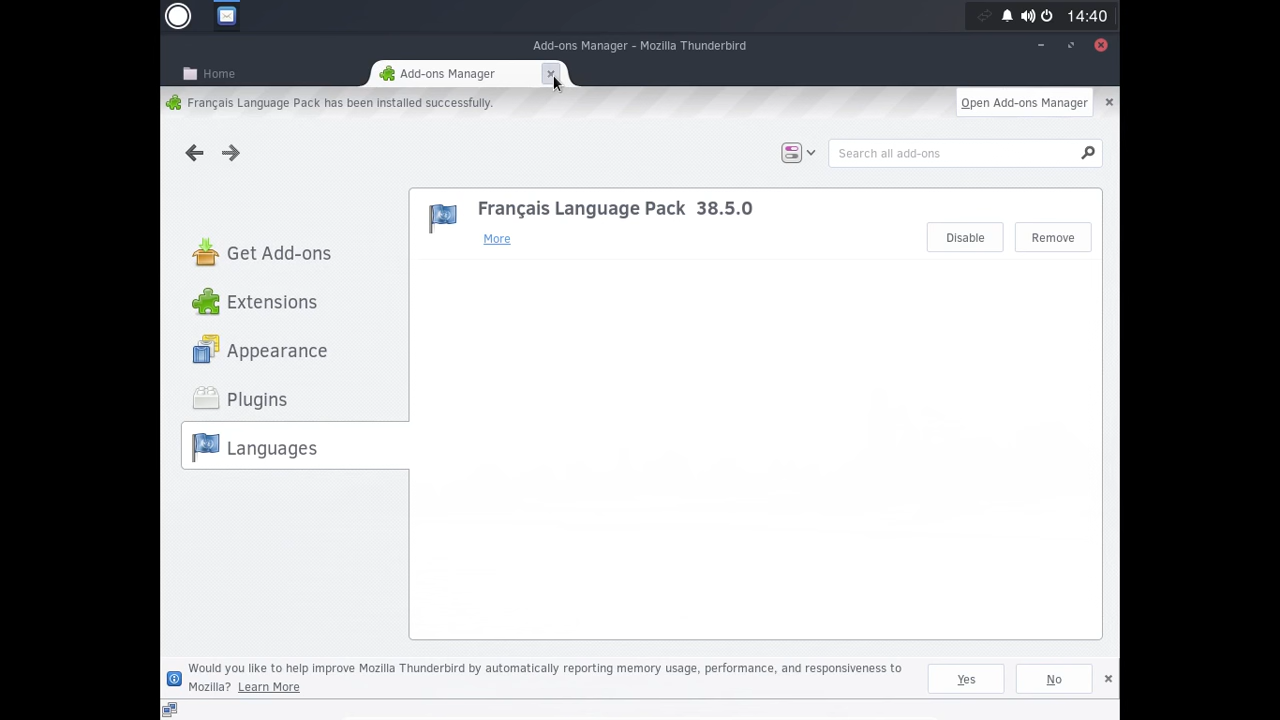 14:40
Add-ons Manager - Mozilla Thunderbird
Home
Add-ons Manager
Français Language Pack has been installed successfully.
Open Add-ons Manager
Search all add-ons
Français Language Pack 38.5.0
More
Disable
Remove
Get Add-ons
Extensions
Appearance
Plugins
Languages
Would you like to help improve Mozilla Thunderbird by automatically reporting memory usage, performance, and responsiveness to
Mozilla? Learn More
Yes
No